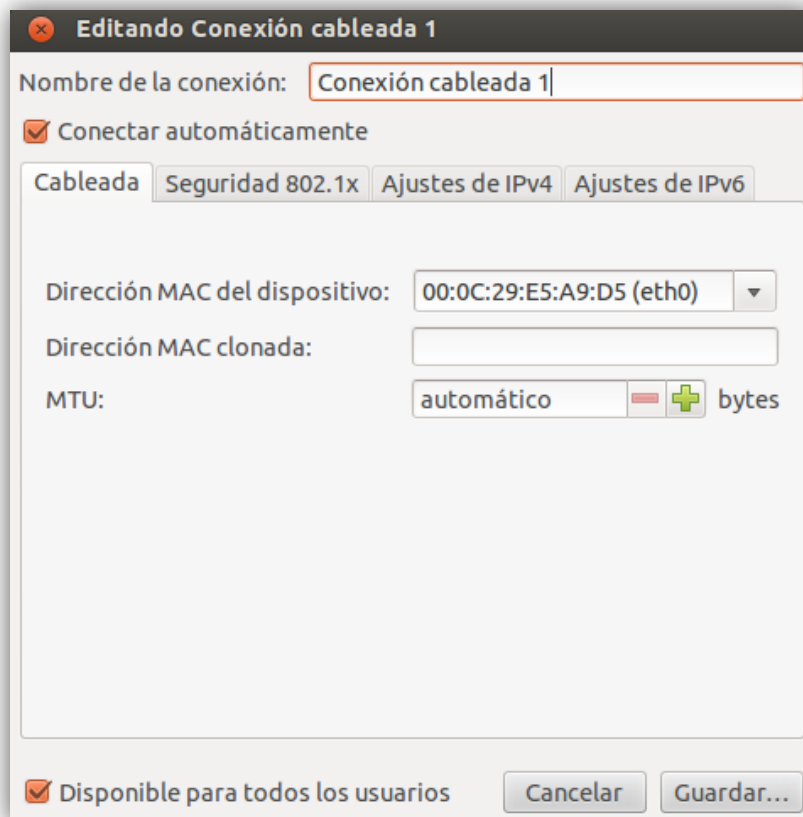 Editando Conexión cableada 1
Nombre de la conexión: Conexión cableada 1
Conectar automáticamente
Cableada Seguridad 802.1x Ajustes de IPv4 Ajustes de IPv6
Dirección MAC del dispositivo: 00:0C:29:E5:A9:D5 (eth0)
Dirección MAC clonada:
MTU: automático bytes
Disponible para todos los usuarios Cancelar Guardar...